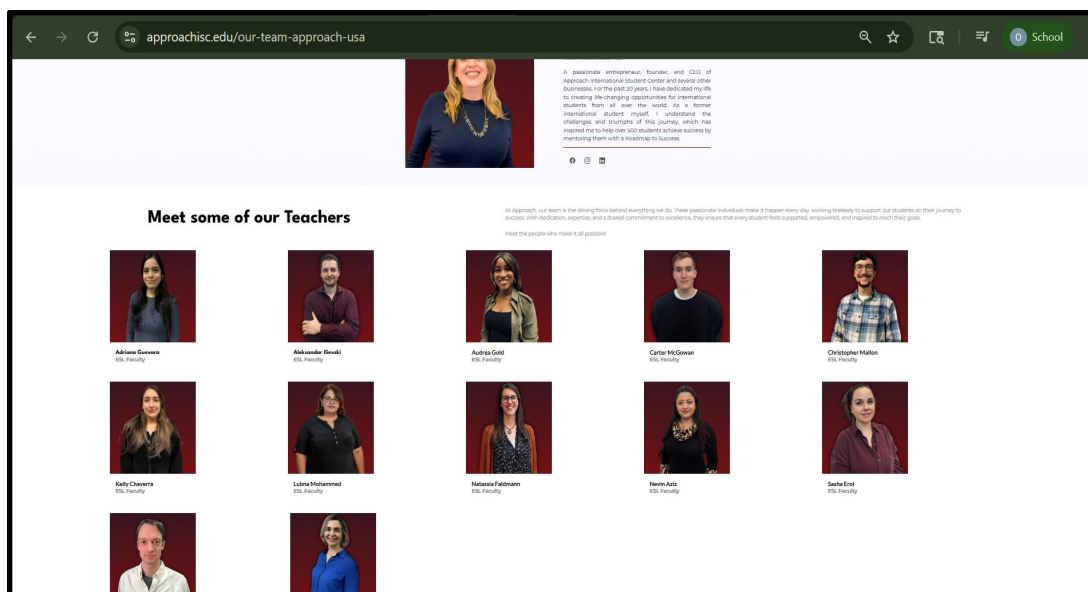 approachisc.edu/our-team-approach-usa
School
A passionate entrepreneur, founder, and CEO of
Approach International Student Center and several other
businesses. For the past 20 years, I have dedicated my life
to creating life-changing opportunities for international
students from all over the world. As a former
international student myself, I understand the
challenges and triumphs of this journey, which has
inspired me to help over 500 students achieve success by
mentoring them with a Roadmap to Success.
Meet some of our Teachers
At Approach, our team is the driving force behind everything we do. These passionate individuals make it happen every day, working tirelessly to support our students on their journey to
success. With dedication, expertise, and a shared commitment to excellence, they ensure that every student feels supported, empowered, and inspired to reach their goals.
Meet the people who make it all possible!
Adriana Guevara
ESL Faculty
Aleksandar Ilievski
ESL Faculty
Audrea Gold
ESL Faculty
Carter McGowan
ESL Faculty
Christopher Mallon
ESL Faculty
Kelly Chaverra
ESL Faculty
Lubna Mohammed
ESL Faculty
Natassia Faldmann
ESL Faculty
Nevin Aziz
ESL Faculty
Sasha Erol
ESL Faculty